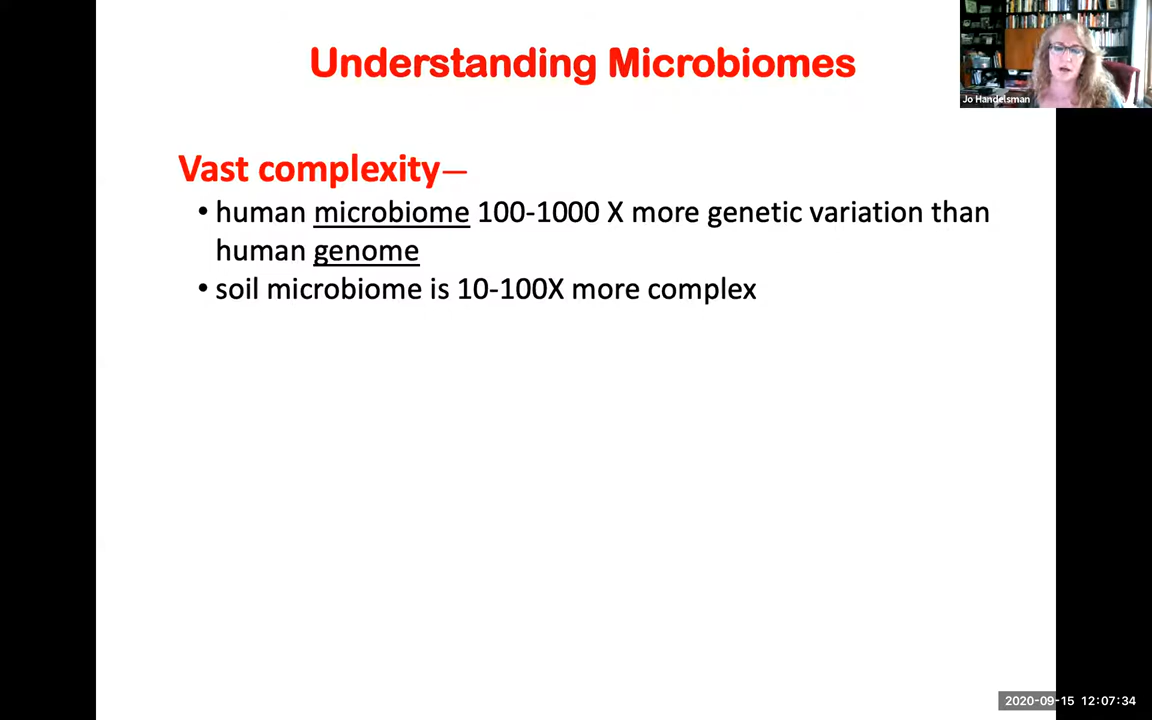 Understanding Microbiomes
Jo Handelsman
Vast complexity—
• human microbiome 100-1000 X more genetic variation than
human genome
• soil microbiome is 10-100X more complex
2020-09-15 12:07:34